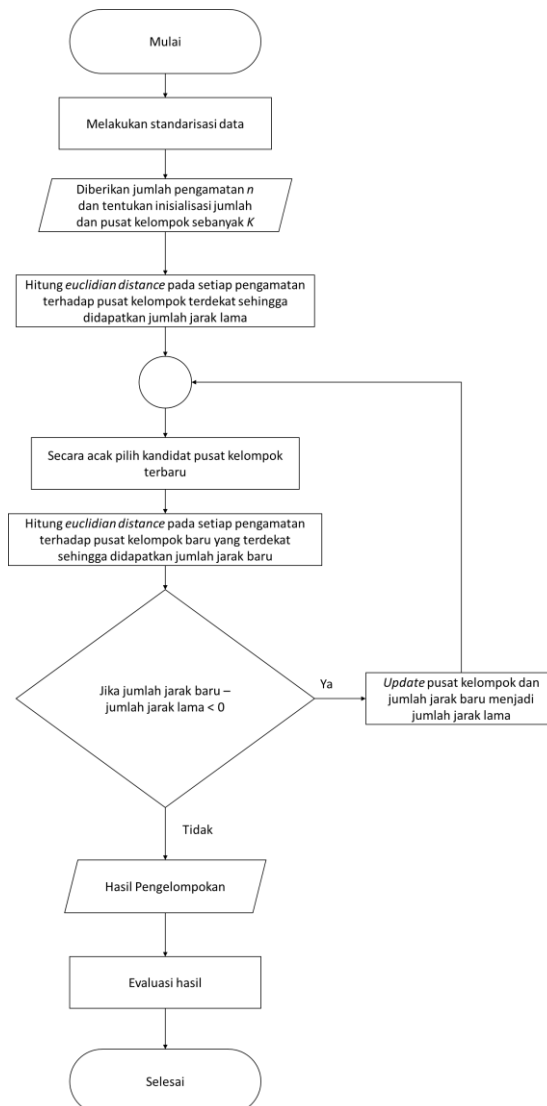 Mulai
Melakukan standarisasi data
Diberikan jumlah pengamatan n
dan tentukan inisialisasi jumlah
dan pusat kelompok sebanyak K
Hitung euclidian distance pada setiap pengamatan
terhadap pusat kelompok terdekat sehingga
didapatkan jumlah jarak lama
Secara acak pilih kandidat pusat kelompok
terbaru
Hitung euclidian distance pada setiap pengamatan
terhadap pusat kelompok baru yang terdekat
sehingga didapatkan jumlah jarak baru
Jika jumlah jarak baru –
jumlah jarak lama < 0
Ya
Update pusat kelompok dan
jumlah jarak baru menjadi
jumlah jarak lama
Tidak
Hasil Pengelompokan
Evaluasi hasil
Selesai